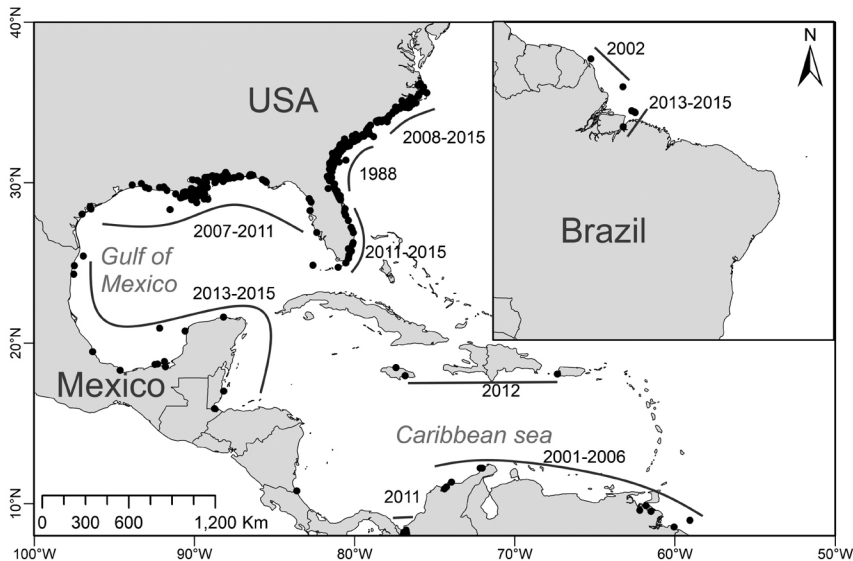 40°N
30°N
20°N
10°N
USA
2008-2015
1988
2007-2011
2011-2015
Gulf of
Mexico
2013-2015
Mexico
2012
Caribbean sea
2001-2006
2011
0 300 600 1,200 Km
100°W 90°W 80°W 70°W 60°W 50°W
N
2002
2013-2015
Brazil